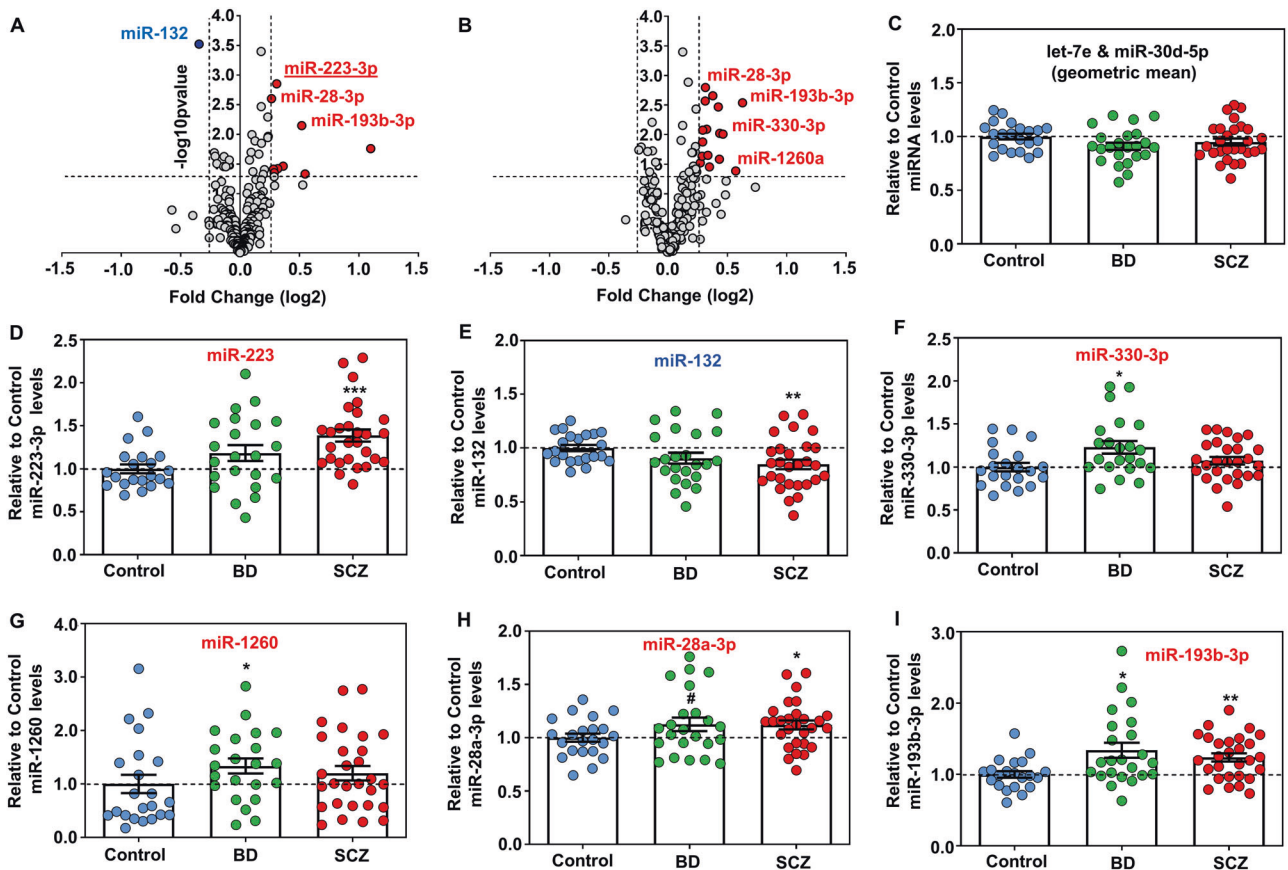 A
miR-132
-log10pvalue
4.0
3.5
3.0
2.5
2.0
1.5
miR-223-3p
miR-28-3p
miR-193b-3p
-1.5
-1.0
-0.5
0.0
0.5
1.0
1.5
Fold Change (log2)
B
4.0
3.5
3.0
2.5
2.0
1.5
miR-28-3p
miR-193b-3p
miR-330-3p
miR-1260a
-1.5
-1.0
-0.5
0.0
0.5
1.0
1.5
Fold Change (log2)
C
Relative to Control
miRNA levels
let-7e & miR-30d-5p
(geometric mean)
2.0
1.5
1.0
0.5
0.0
Control
BD
SCZ
D
Relative to Control
miR-223-3p levels
miR-223
2.5
2.0
1.5
1.0
0.5
0.0
***
Control
BD
SCZ
E
Relative to Control
miR-132 levels
miR-132
2.0
1.5
1.0
0.5
0.0
**
Control
BD
SCZ
F
Relative to Control
miR-330-3p levels
miR-330-3p
2.5
2.0
1.5
1.0
0.5
0.0
*
Control
BD
SCZ
G
Relative to Control
miR-1260 levels
miR-1260
4.0
3.0
2.0
1.0
0.0
*
Control
BD
SCZ
H
Relative to Control
miR-28a-3p levels
miR-28a-3p
2.0
1.5
1.0
0.5
0.0
#
*
Control
BD
SCZ
I
Relative to Control
miR-193b-3p levels
miR-193b-3p
3.0
2.0
1.0
0.0
*
**
Control
BD
SCZ